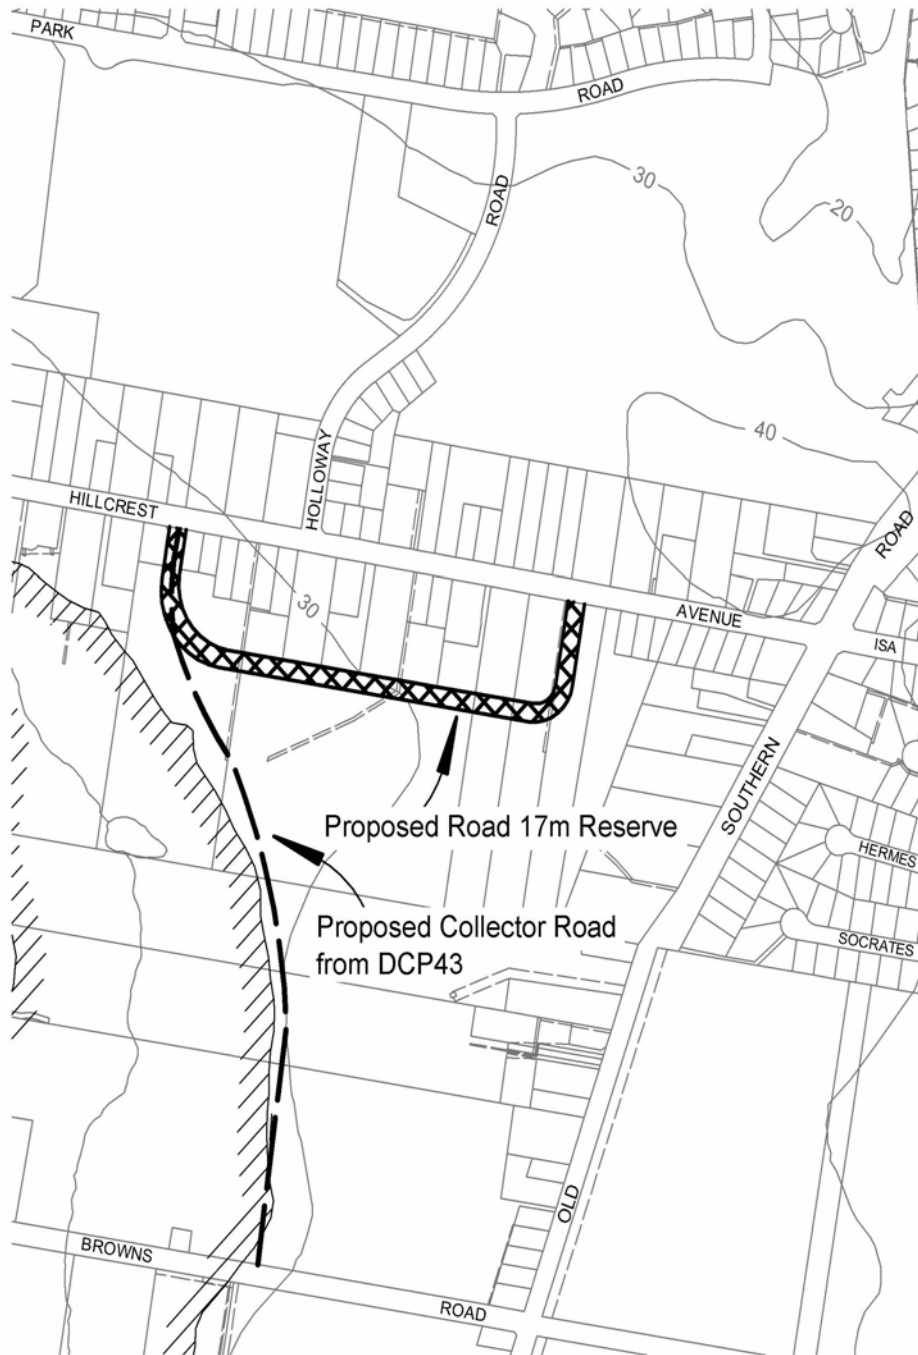 PARK
ROAD
30
ROAD
20
40
HILLCREST
HOLLOWAY
ROAD
30
AVENUE
ISA
SOUTHERN
Proposed Road 17m Reserve
HERMES
Proposed Collector Road
from DCP43
SOCRATES
OLD
BROWNS
ROAD